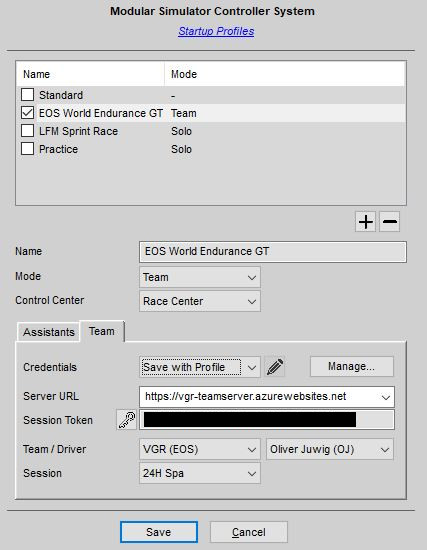 Modular Simulator Controller System
Startup Profiles
Name Mode
Standard -
EOS World Endurance GT Team
LFM Sprint Race Solo
Practice Solo
Name EOS World Endurance GT
Mode Team
Control Center Race Center
Assistants Team
Credentials Save with Profile Manage...
Server URL https://vgr-teamserver.azurewebsites.net
Session Token
Team / Driver VGR (EOS) Oliver Juwig (OJ)
Session 24H Spa
Save Cancel